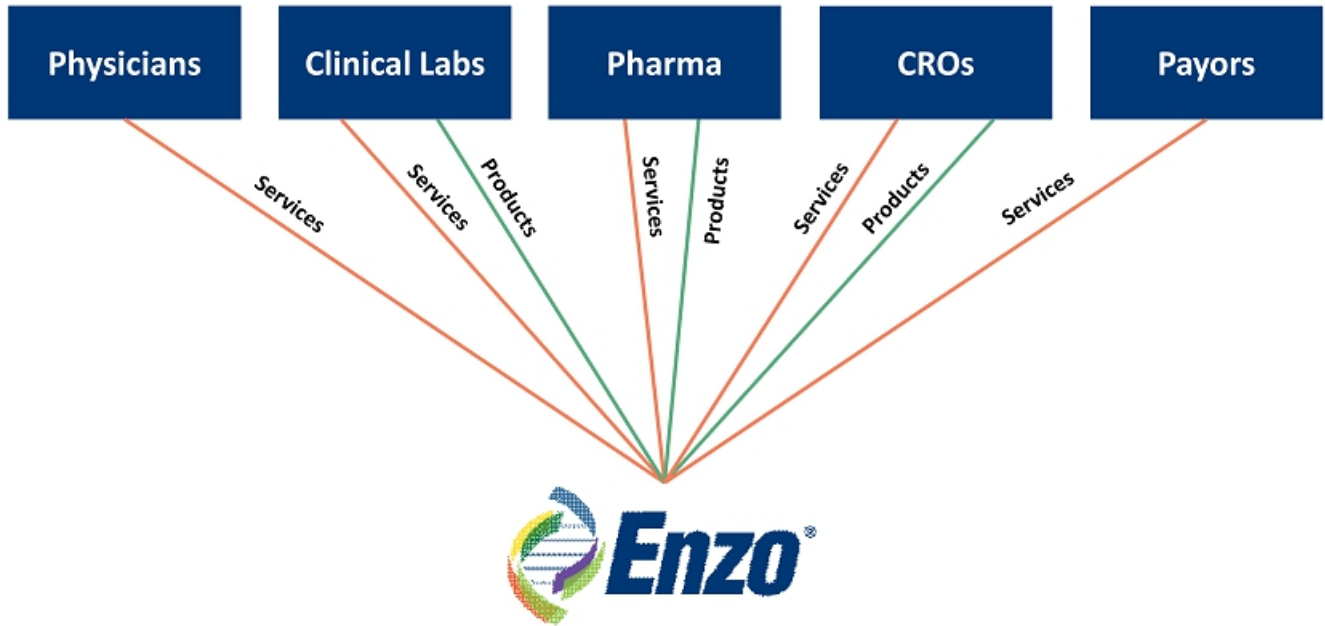 Physicians
Clinical Labs
Pharma
CROs
Payors
Services
Services
Products
Services
Products
Services
Products
Services
Enzo®